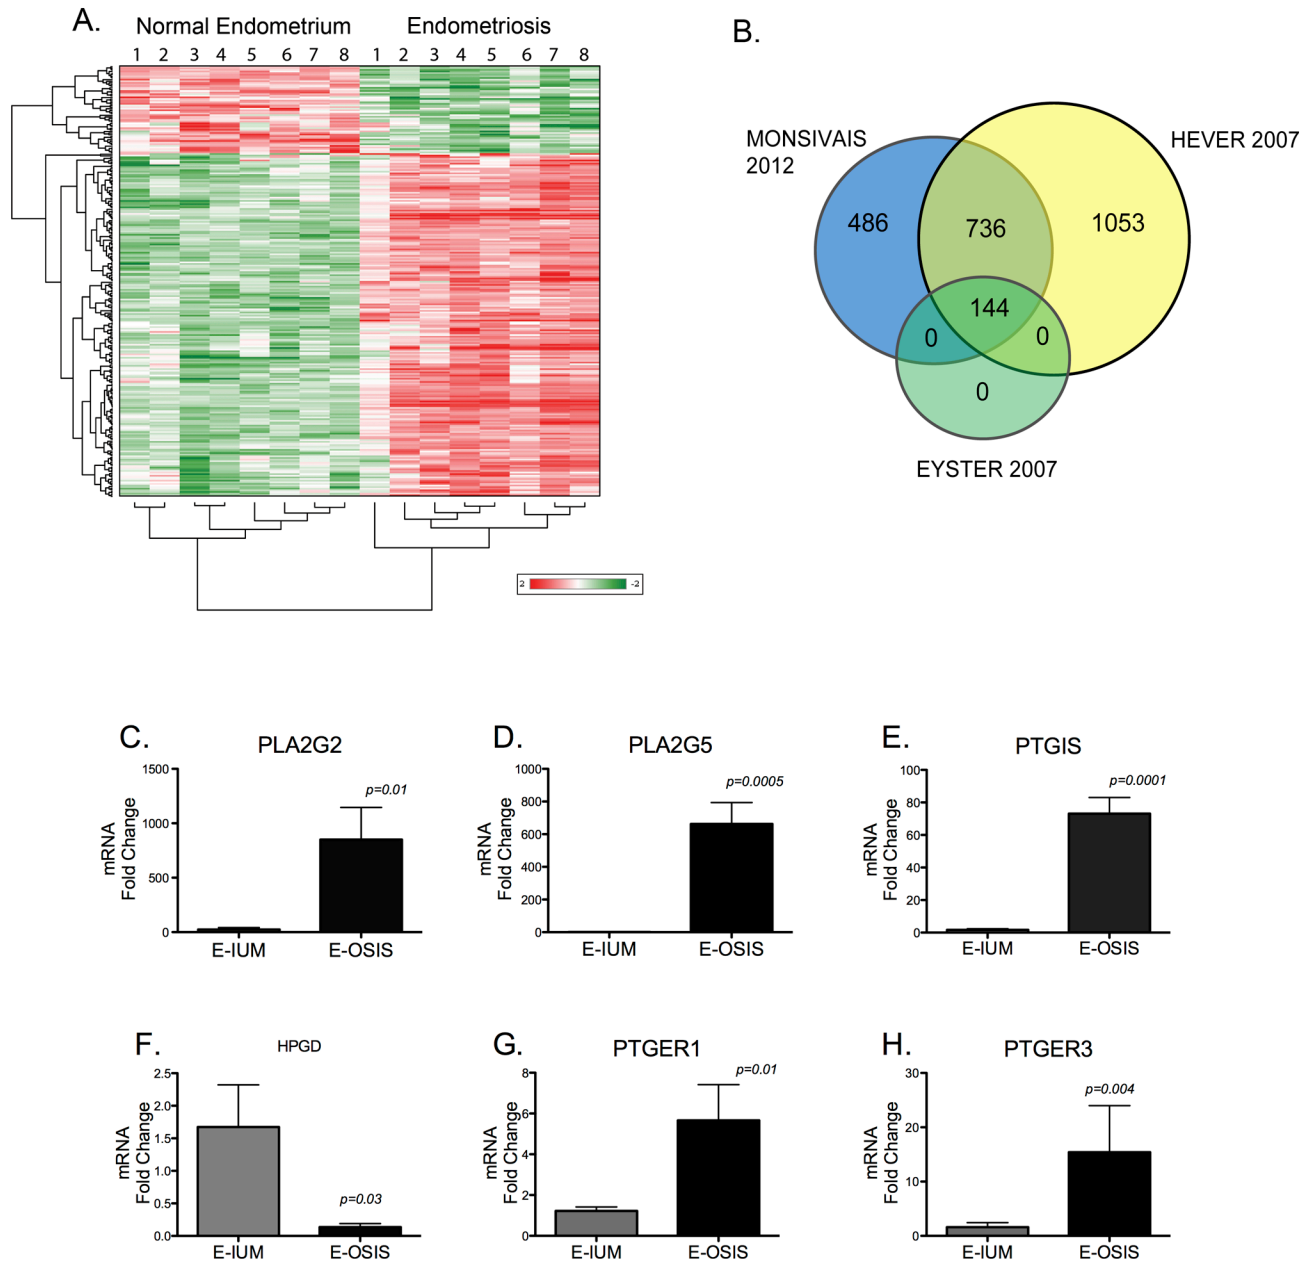 A.
Normal Endometrium Endometriosis
1 2 3 4 5 6 7 8 1 2 3 4 5 6 7 8
2 -2
B.
MONSIVAIS
2012
HEVER 2007
486 736 1053
144
0 0
0
EYSTER 2007
C.
PLA2G2
mRNA
Fold Change
1500
1000
500
0
p=0.01
E-IUM E-OSIS
D.
PLA2G5
mRNA
Fold Change
1000
800
600
400
200
0
p=0.0005
E-IUM E-OSIS
E.
PTGIS
mRNA
Fold Change
100
80
60
40
20
0
p=0.0001
E-IUM E-OSIS
F.
HPGD
mRNA
Fold Change
2.5
2.0
1.5
1.0
0.5
0.0
p=0.03
E-IUM E-OSIS
G.
PTGER1
mRNA
Fold Change
8
6
4
2
0
p=0.01
E-IUM E-OSIS
H.
PTGER3
mRNA
Fold Change
30
20
10
0
p=0.004
E-IUM E-OSIS